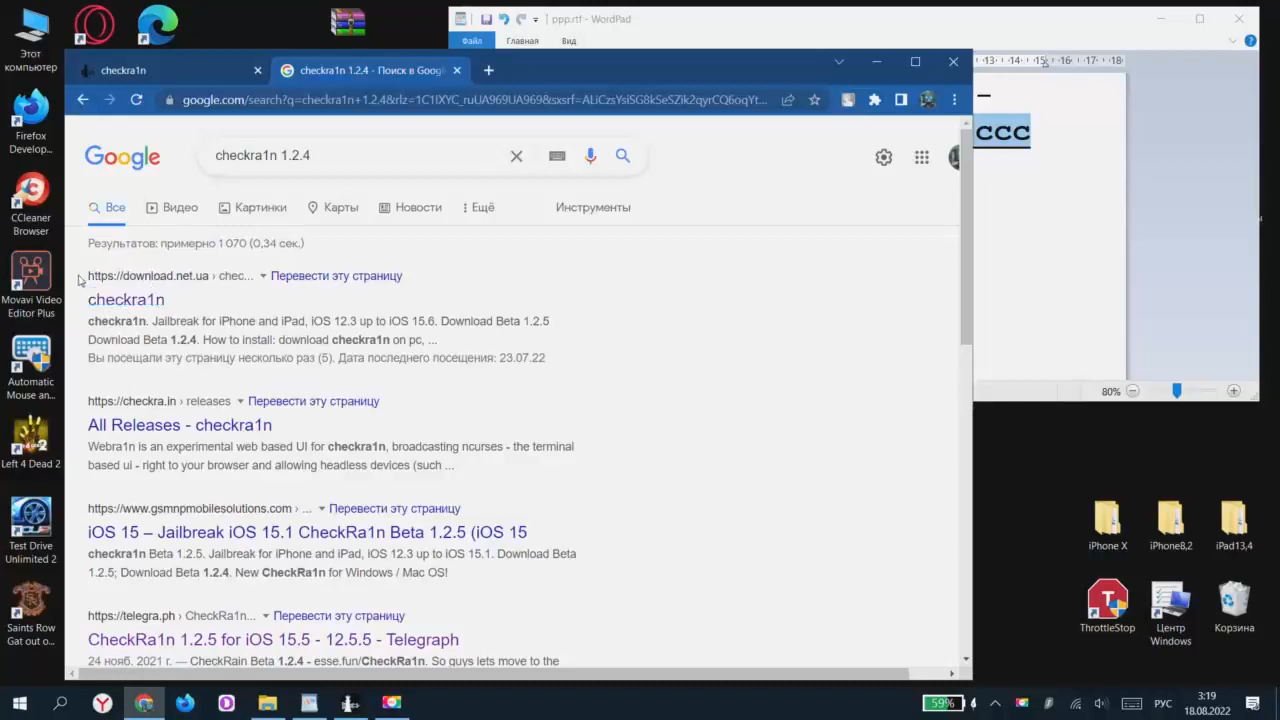 ppp.rtf - WordPad
Файл Главная Вид
Этот
компьютер
checkra1n
checkra1n 1.2.4 - Поиск в Googl
13 · 14 · 15 · 16 · 17 · 18
google.com/search?q=checkra1n+1.2.4&rlz=1C1IXYC_ruUA969UA969&sxsrf=ALiCzsYsiSG8kSeSZik2qyrCQ6oqYt...
Firefox
Develop...
ccc
Google
checkra1n 1.2.4
CCleaner
Browser
Все Видео Картинки Карты Новости Ещё Инструменты
Результатов: примерно 1 070 (0,34 сек.)
https://download.net.ua › chec... Перевести эту страницу
checkra1n
checkra1n. Jailbreak for iPhone and iPad, iOS 12.3 up to iOS 15.6. Download Beta 1.2.5
Download Beta 1.2.4. How to install: download checkra1n on pc, ...
Вы посещали эту страницу несколько раз (5). Дата последнего посещения: 23.07.22
Movavi Video
Editor Plus
80%
Automatic
Mouse an...
https://checkra.in › releases Перевести эту страницу
All Releases - checkra1n
Webra1n is an experimental web based UI for checkra1n, broadcasting ncurses - the terminal
based ui - right to your browser and allowing headless devices (such ...
Left 4 Dead 2
https://www.gsmnpmobilesolutions.com › ... Перевести эту страницу
iOS 15 – Jailbreak iOS 15.1 CheckRa1n Beta 1.2.5 (iOS 15
checkra1n Beta 1.2.5. Jailbreak for iPhone and iPad, iOS 12.3 up to iOS 15.1. Download Beta
1.2.5; Download Beta 1.2.4. New CheckRa1n for Windows / Mac OS!
Test Drive
Unlimited 2
iPhone X iPhone8,2 iPad13,4
https://telegra.ph › CheckRa1n... Перевести эту страницу
CheckRa1n 1.2.5 for iOS 15.5 - 12.5.5 - Telegraph
24 нояб. 2021 г. — CheckRain Beta 1.2.4 - esse.fun/CheckRa1n. So guys lets move to the
Saints Row
Gat out o...
ThrottleStop
Центр
Windows
Корзина
59%
РУС
3:19
18.08.2022